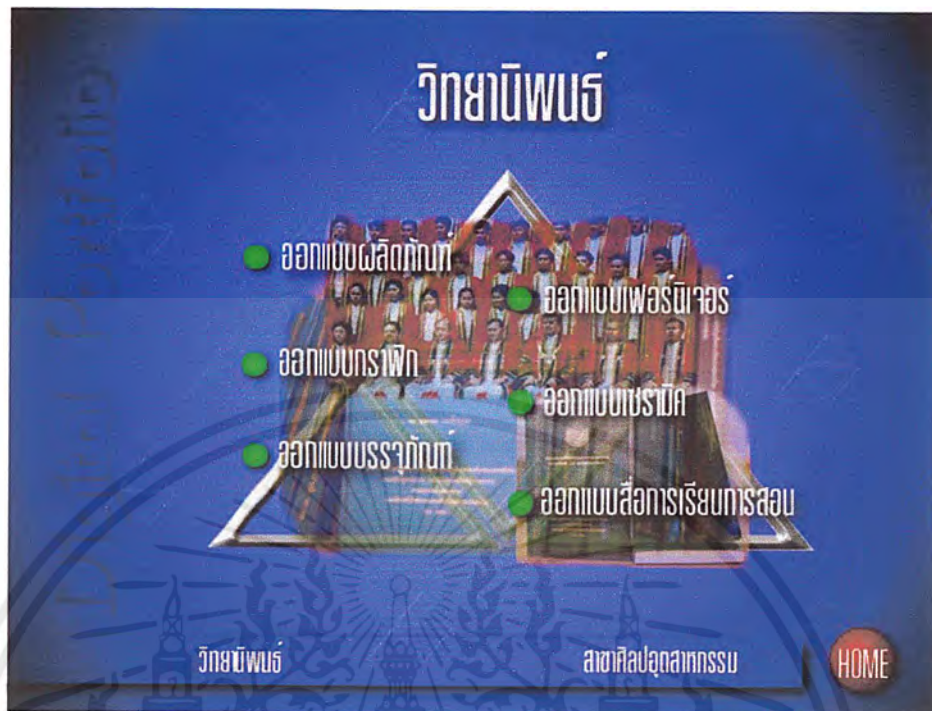 วิทยานิพนธ์
ออกแบบผลิตภัณฑ์
ออกแบบเฟอร์นิเจอร์
ออกแบบกราฟิก
ออกแบบเซรามิค
ออกแบบบรรจุภัณฑ์
ออกแบบสื่อการเรียนการสอน
วิทยานิพนธ์
สาขาศิลปอุตสาหกรรม
HOME